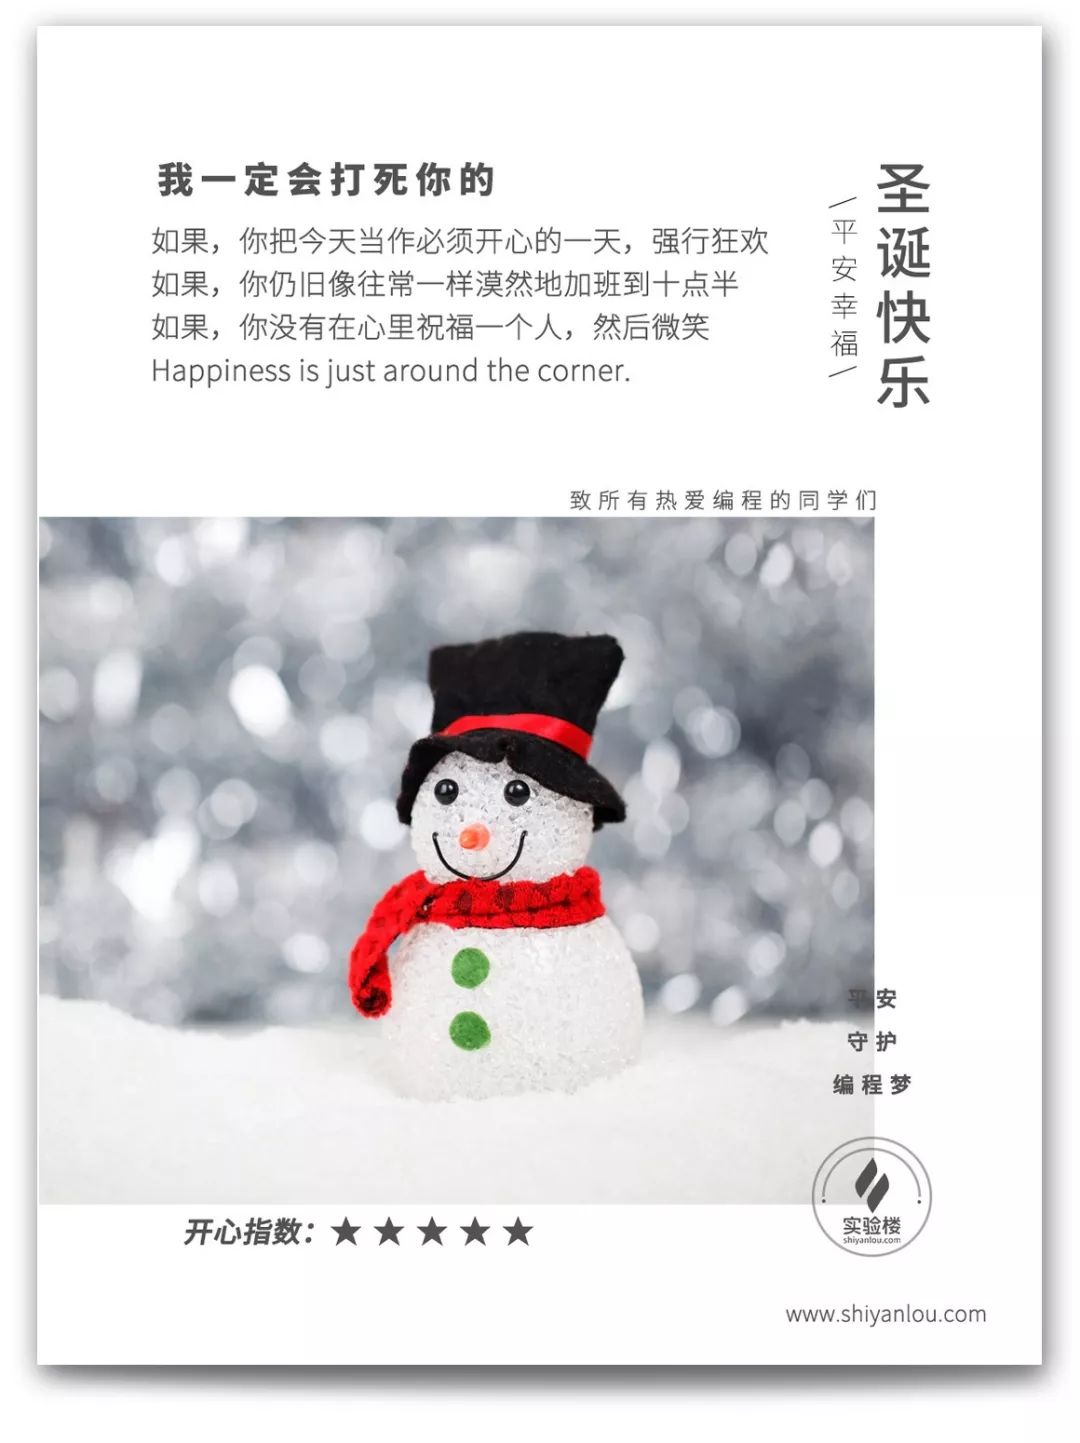 我一定会打死你的
如果，你把今天当作必须开心的一天，强行狂欢
如果，你仍旧像往常一样漠然地加班到十点半
如果，你没有在心里祝福一个人，然后微笑
Happiness is just around the corner.
圣诞快乐
\平安幸福\
致所有热爱编程的同学们
平安
守护
编程梦
实验楼
shiyanlou.com
开心指数：★★★★★
www.shiyanlou.com